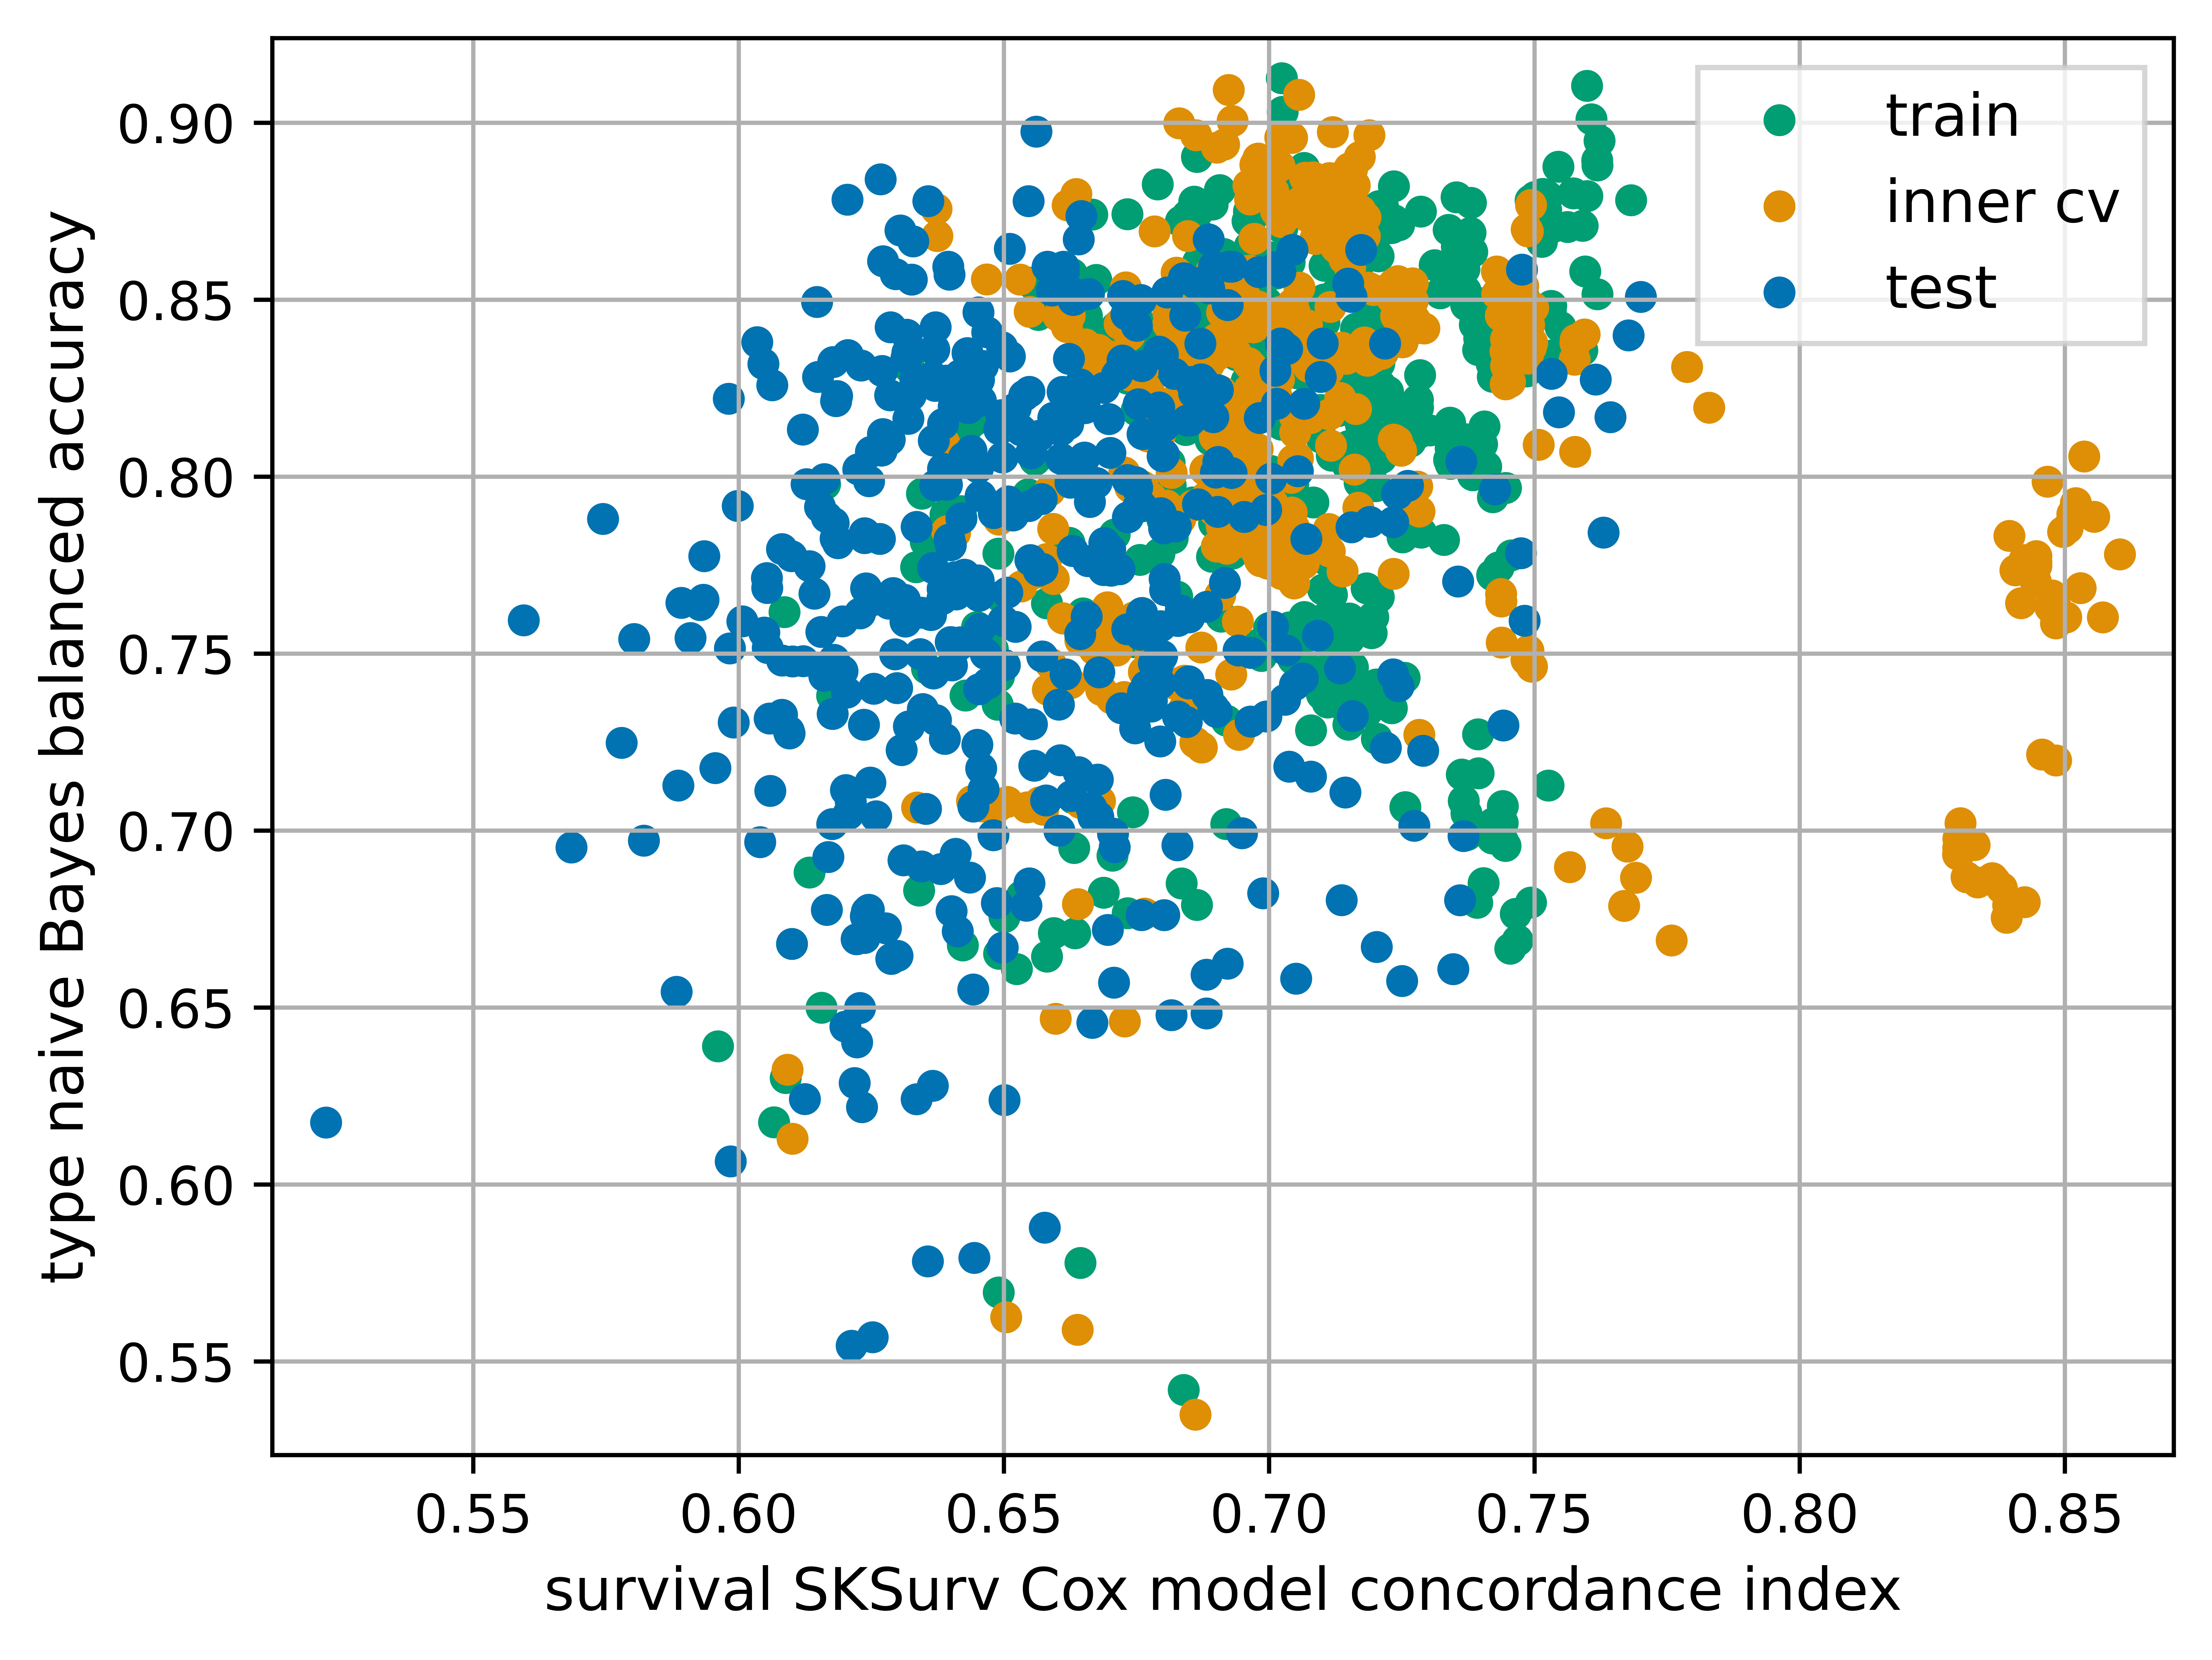 0.90
0.85
0.80
0.75
0.70
0.65
0.60
0.55
type naive Bayes balanced accuracy
train
inner cv
test
0.55 0.60 0.65 0.70 0.75 0.80 0.85
survival SKSurv Cox model concordance index